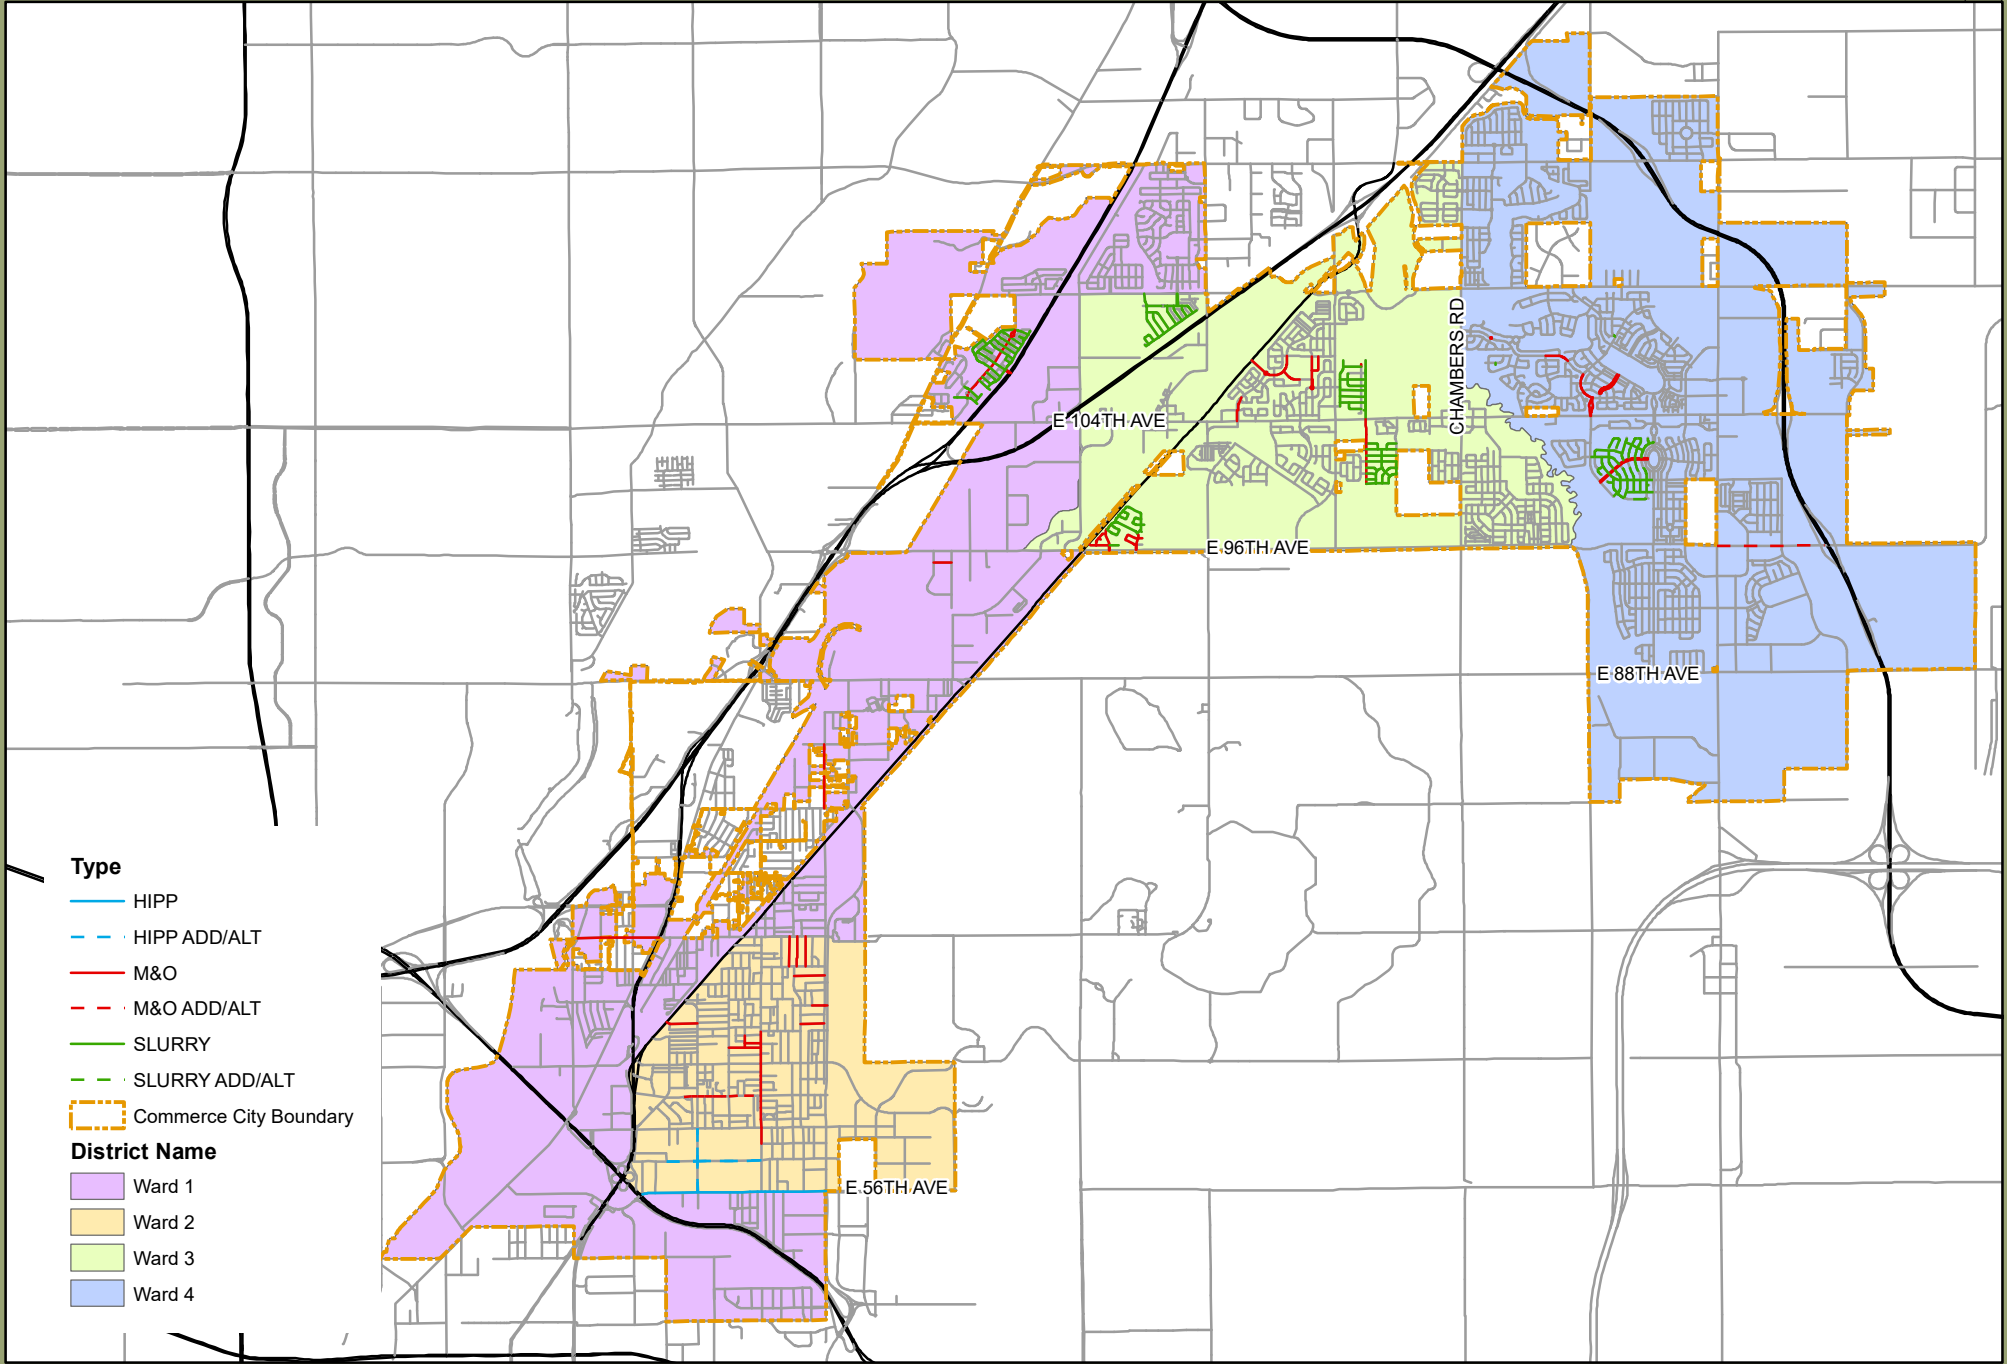 CHAMBERS RD
E 104TH AVE
E 96TH AVE
E 88TH AVE
E 56TH AVE
Type
HIPP
HIPP ADD/ALT
M&O
M&O ADD/ALT
SLURRY
SLURRY ADD/ALT
Commerce City Boundary
District Name
Ward 1
Ward 2
Ward 3
Ward 4